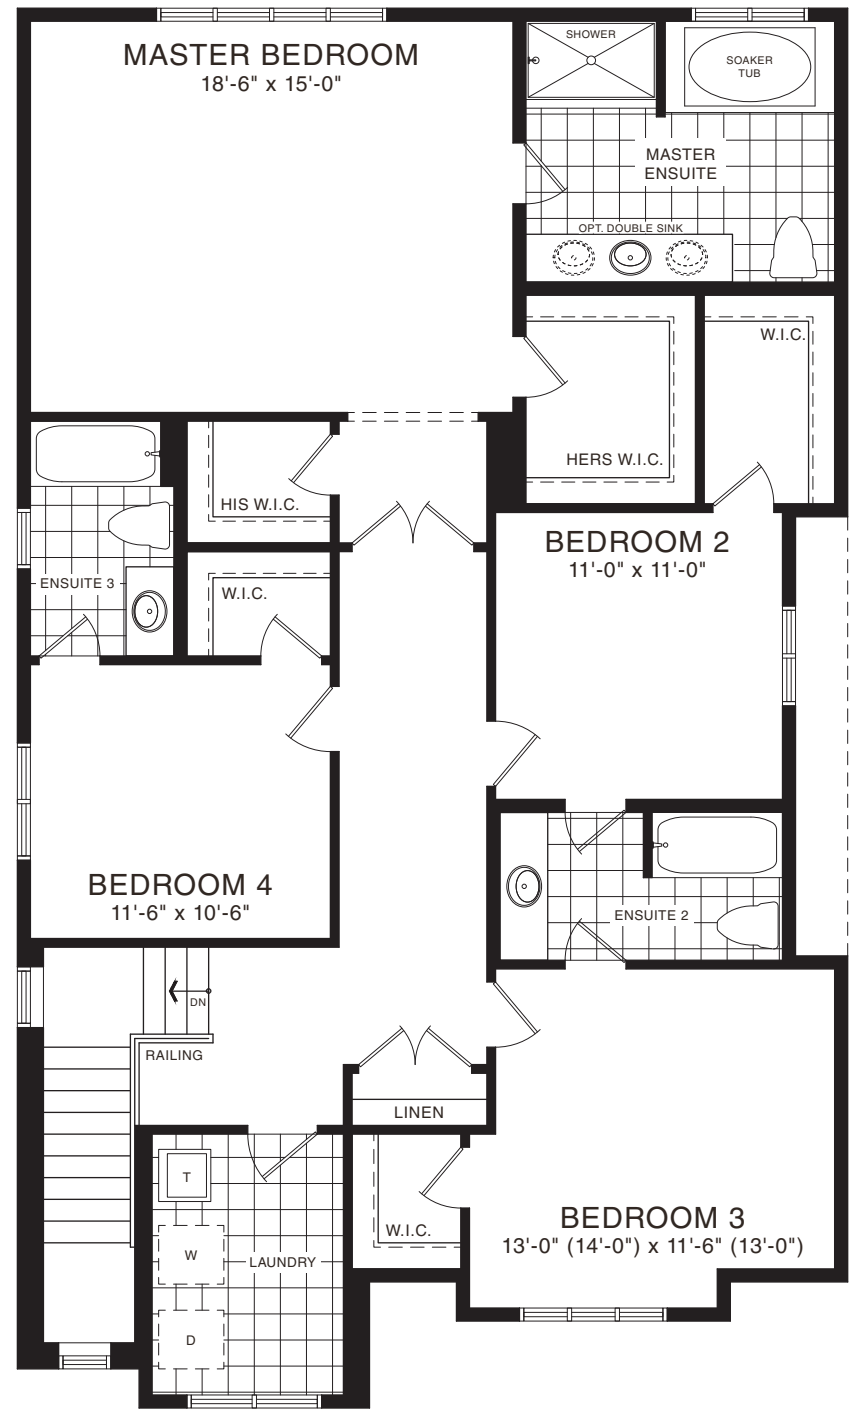 MASTER BEDROOM
18'-6" x 15'-0"
SHOWER
SOAKER
TUB
MASTER
ENSUITE
OPT. DOUBLE SINK
W.I.C.
HERS W.I.C.
HIS W.I.C.
BEDROOM 2
11'-0" x 11'-0"
ENSUITE 3
W.I.C.
BEDROOM 4
11'-6" x 10'-6"
ENSUITE 2
DN
RAILING
LINEN
T
W.I.C.
BEDROOM 3
13'-0" (14'-0") x 11'-6" (13'-0")
W
LAUNDRY
D